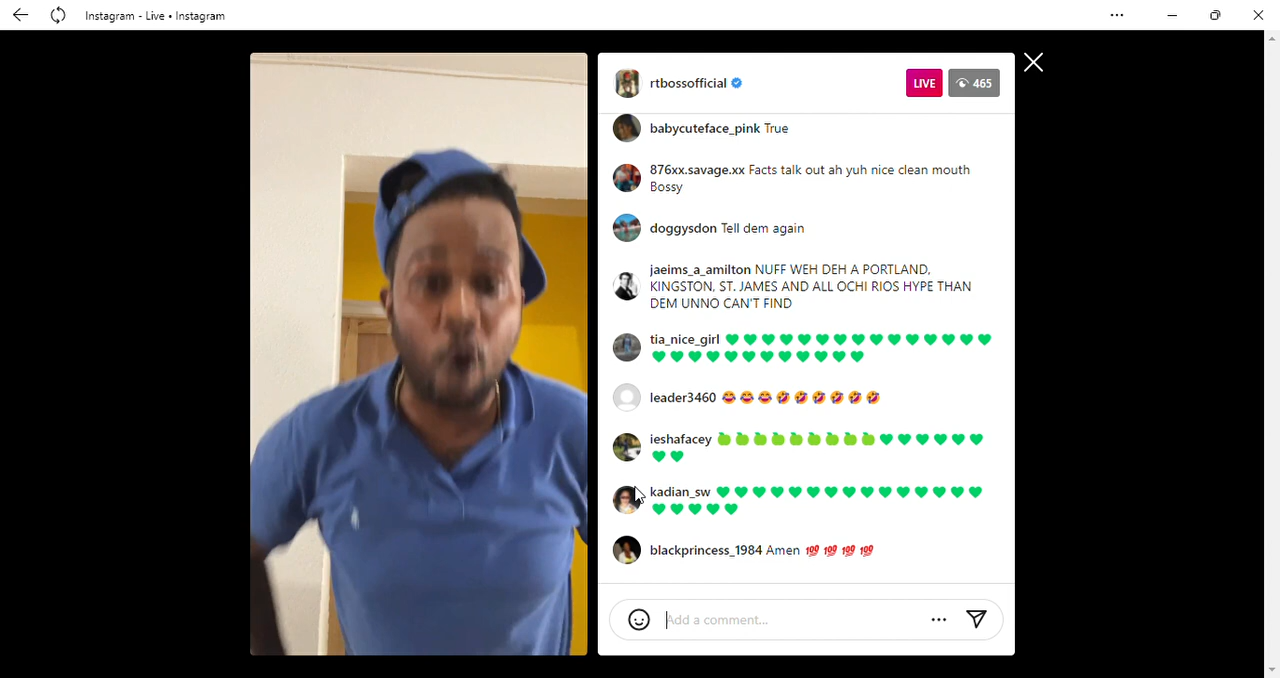 Instagram - Live • Instagram
rtbossofficial
LIVE 465
babycuteface_pink True
876xx.savage.xx Facts talk out ah yuh nice clean mouth
Bossy
doggysdon Tell dem again
jaeims_a_amilton NUFF WEH DEH A PORTLAND,
KINGSTON, ST. JAMES AND ALL OCHI RIOS HYPE THAN
DEM UNNO CAN'T FIND
tia_nice_girl 💚💚💚💚💚💚💚💚💚💚💚💚💚💚💚
💚💚💚💚💚💚💚💚💚💚💚💚
leader3460 😂😂😂🤣🤣🤣🤣🤣🤣
ieshafacey 🍏🍏🍏🍏🍏🍏🍏🍏🍏💚💚💚💚💚💚
💚💚
kadian_sw 💚💚💚💚💚💚💚💚💚💚💚💚💚💚💚
💚💚💚💚💚
blackprincess_1984 Amen 💯💯💯💯
Add a comment...